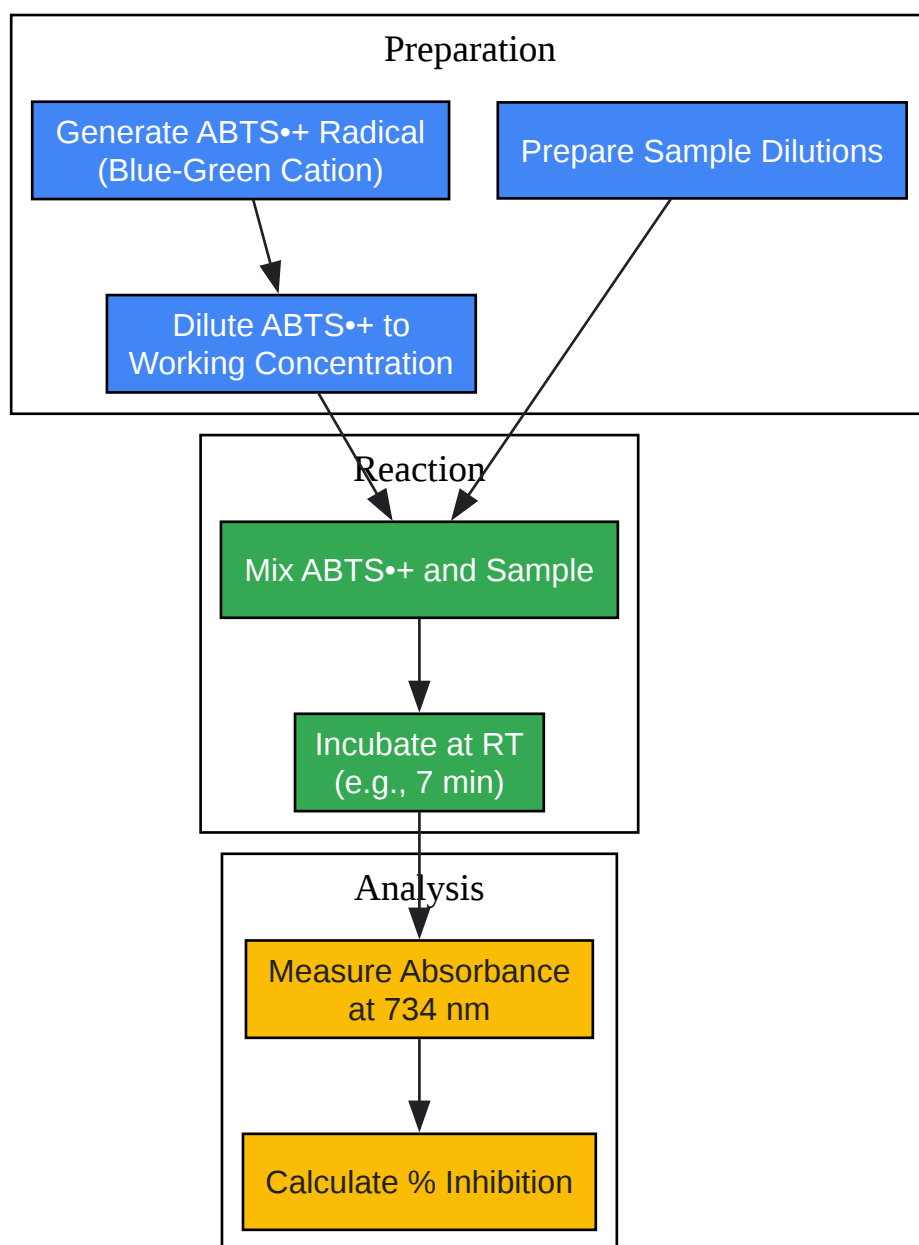 Preparation
Generate ABTS•+ Radical
(Blue-Green Cation)
Prepare Sample Dilutions
Dilute ABTS•+ to
Working Concentration
Reaction
Mix ABTS•+ and Sample
Incubate at RT
(e.g., 7 min)
Analysis
Measure Absorbance
at 734 nm
Calculate % Inhibition